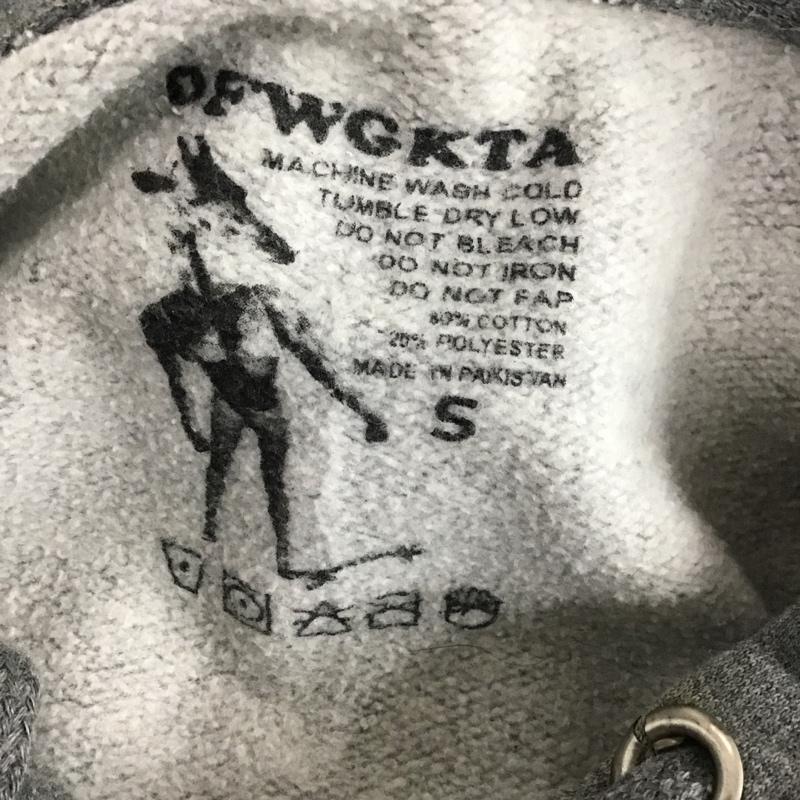 OFWGKTA
MACHINE WASH COLD
TUMBLE DRY LOW
DO NOT BLEACH
DO NOT IRON
DO NOT FAP
80% COTTON
20% POLYESTER
MADE IN PAKISTAN
S